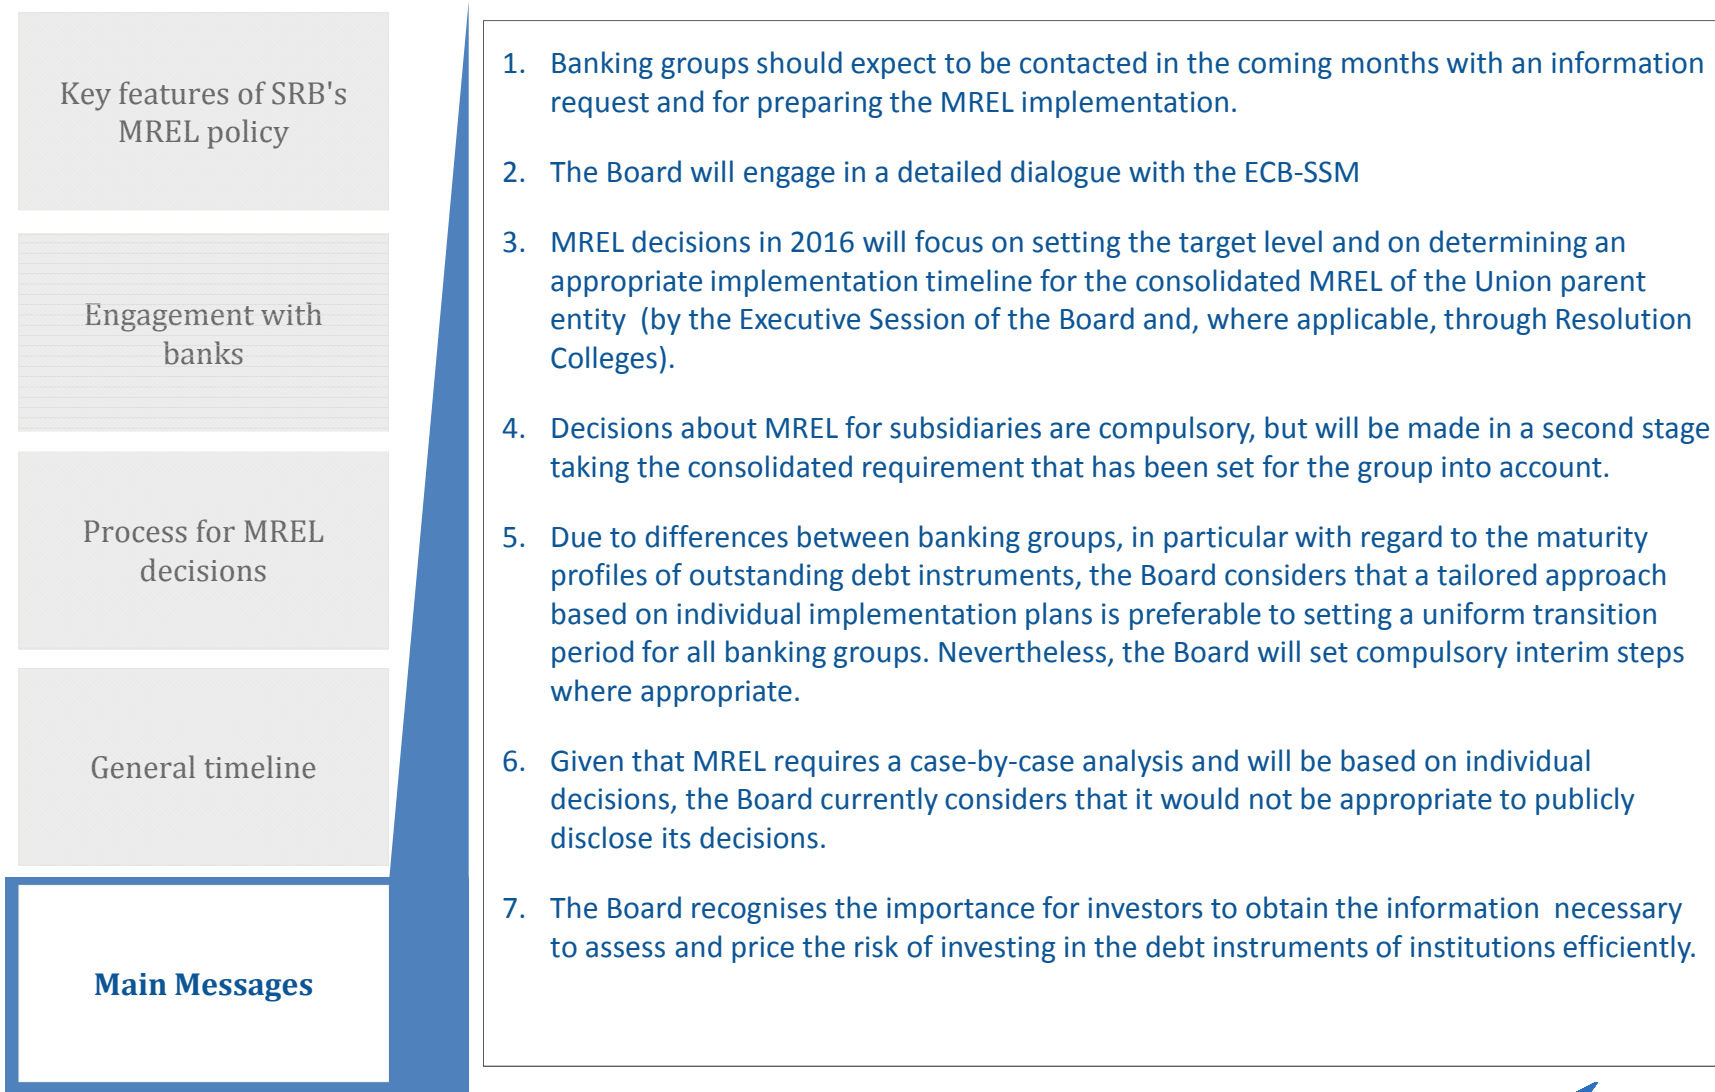 Key features of SRB's
MREL policy
Engagement with
banks
Process for MREL
decisions
General timeline
Main Messages
1. Banking groups should expect to be contacted in the coming months with an information
request and for preparing the MREL implementation.
2. The Board will engage in a detailed dialogue with the ECB-SSM
3. MREL decisions in 2016 will focus on setting the target level and on determining an
appropriate implementation timeline for the consolidated MREL of the Union parent
entity (by the Executive Session of the Board and, where applicable, through Resolution
Colleges).
4. Decisions about MREL for subsidiaries are compulsory, but will be made in a second stage
taking the consolidated requirement that has been set for the group into account.
5. Due to differences between banking groups, in particular with regard to the maturity
profiles of outstanding debt instruments, the Board considers that a tailored approach
based on individual implementation plans is preferable to setting a uniform transition
period for all banking groups. Nevertheless, the Board will set compulsory interim steps
where appropriate.
6. Given that MREL requires a case-by-case analysis and will be based on individual
decisions, the Board currently considers that it would not be appropriate to publicly
disclose its decisions.
7. The Board recognises the importance for investors to obtain the information necessary
to assess and price the risk of investing in the debt instruments of institutions efficiently.